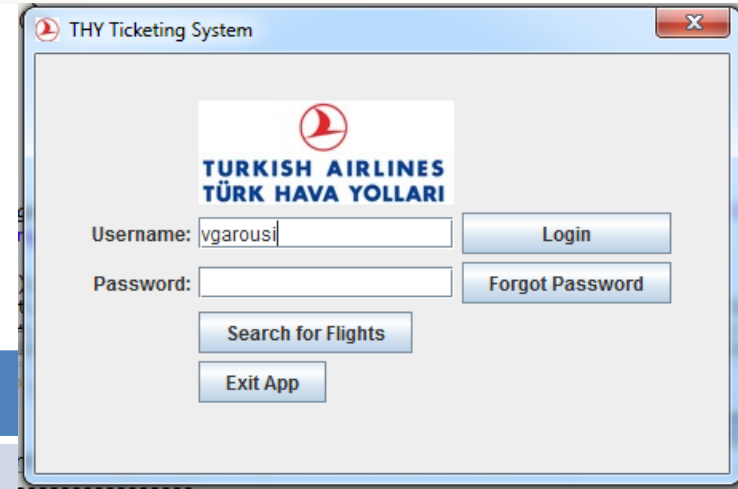 THY Ticketing System
TURKISH AIRLINES
TÜRK HAVA YOLLARI
Username: vgarousi Login
Password: Forgot Password
Search for Flights
Exit App